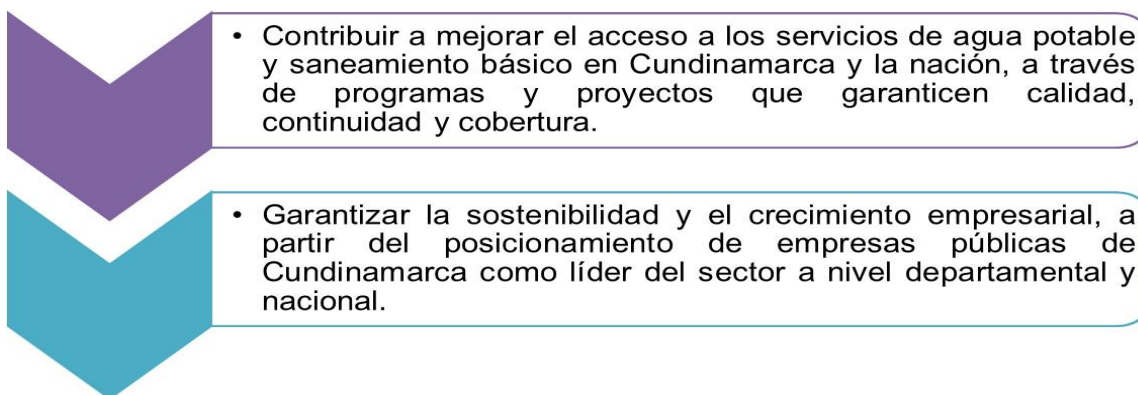 • Contribuir a mejorar el acceso a los servicios de agua potable
y saneamiento básico en Cundinamarca y la nación, a través
de programas y proyectos que garanticen calidad,
continuidad y cobertura.
• Garantizar la sostenibilidad y el crecimiento empresarial, a
partir del posicionamiento de empresas públicas de
Cundinamarca como líder del sector a nivel departamental y
nacional.